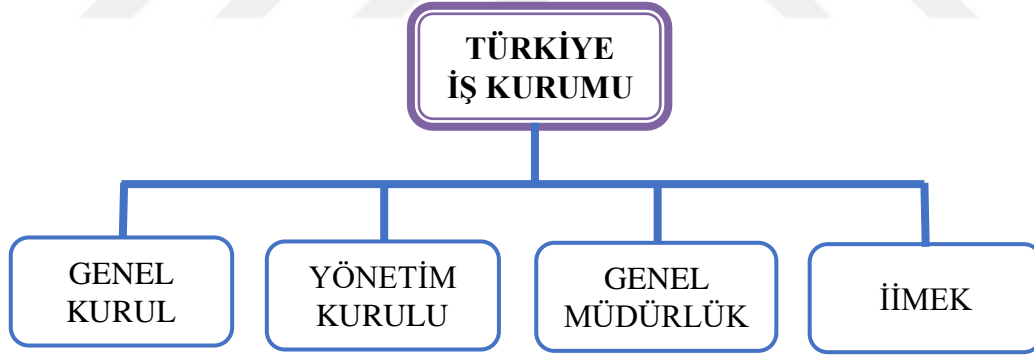 TÜRKİYE
İŞ KURUMU
GENEL
KURUL
YÖNETİM
KURULU
GENEL
MÜDÜRLÜK
İİMEK